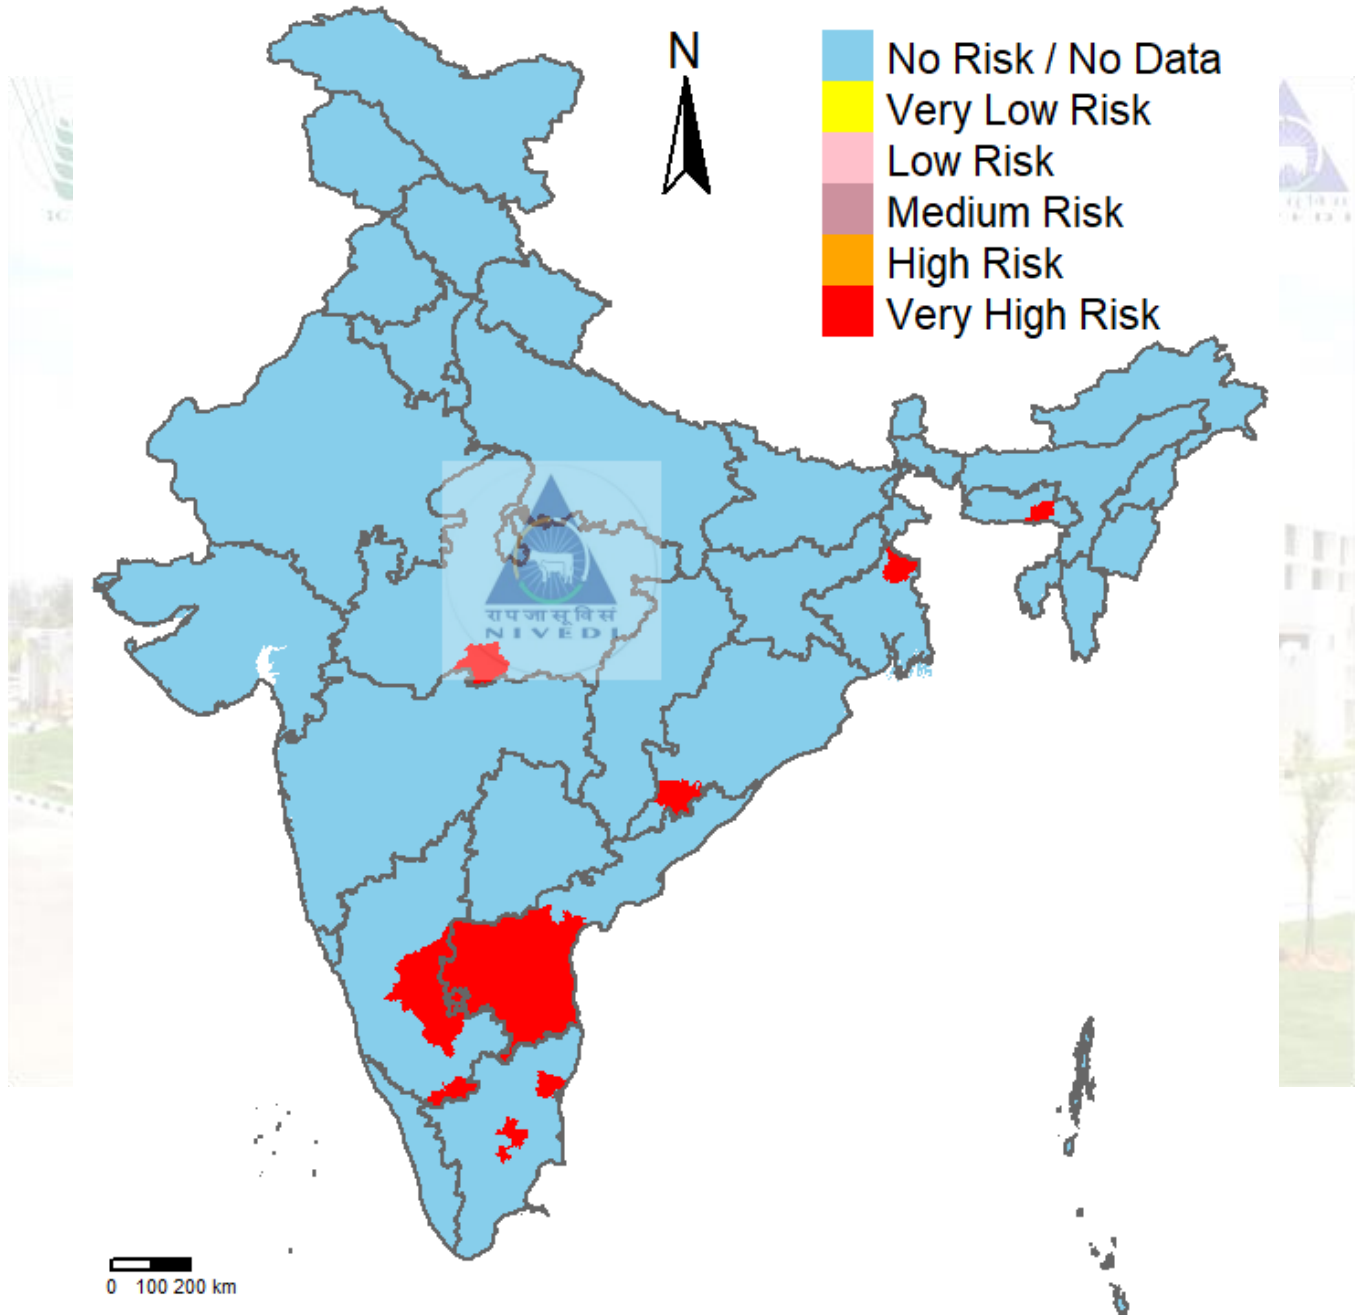 N
No Risk / No Data
Very Low Risk
Low Risk
Medium Risk
High Risk
Very High Risk
रा प जा सू वि सं
NIVEDI
0 100 200 km